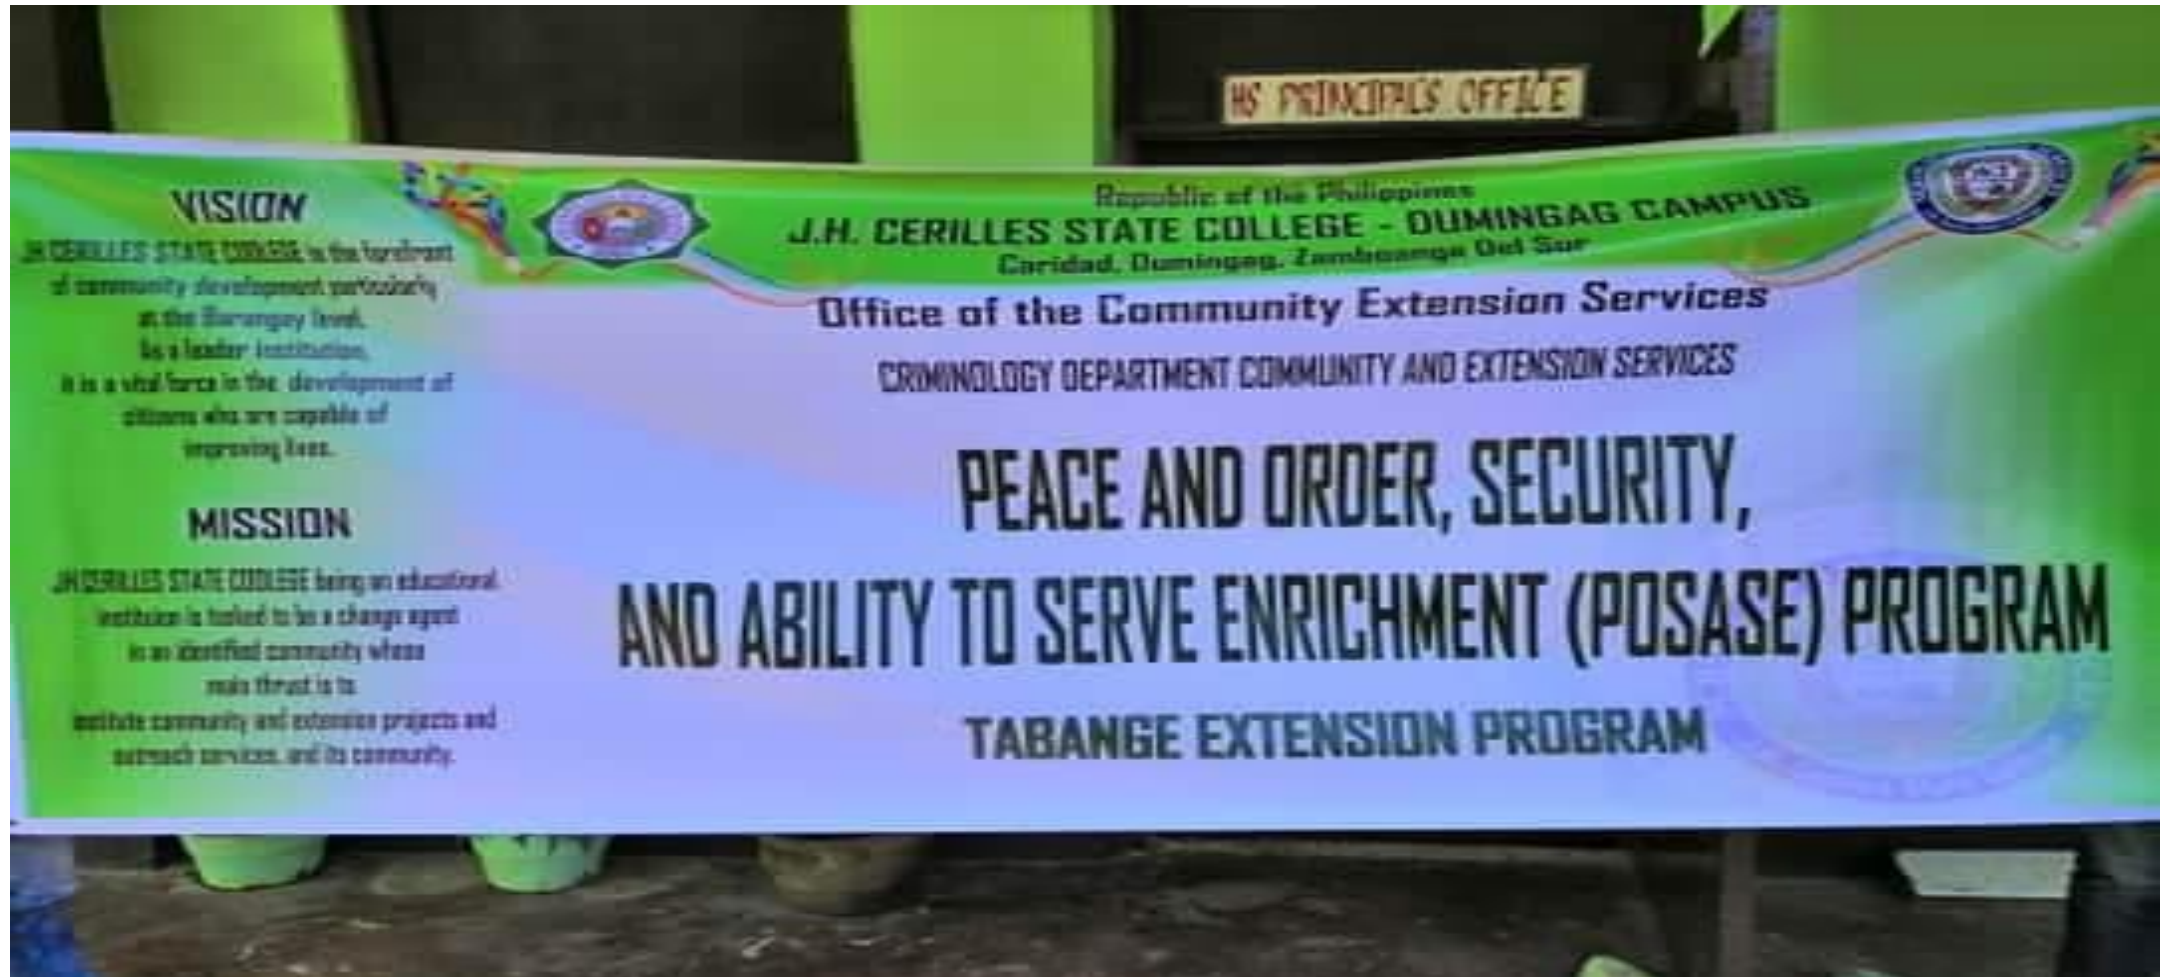 HS PRINCIPAL'S OFFICE
VISION
JH CERILLES STATE COOLEGE is the forefront
of community development particularly
at the Barangay level.
As a leader institution,
it is a vital force in the development of
citizens who are capable of
improving lives.
MISSION
JH CERILLES STATE COOLEGE being an educational
is tasked to be a change agent
in an identified community whose
main thrust is to
institute community and extension projects and
outreach services, and its community.
Republic of the Philippines
J.H. CERILLES STATE COLLEGE - DUMINGAG CAMPUS
Caridad, Dumingag, Zamboanga Del Sur
Office of the Community Extension Services
CRIMINOLOGY DEPARTMENT COMMUNITY AND EXTENSION SERVICES
PEACE AND ORDER, SECURITY,
AND ABILITY TO SERVE ENRICHMENT (POSASE) PROGRAM
TABANGE EXTENSION PROGRAM